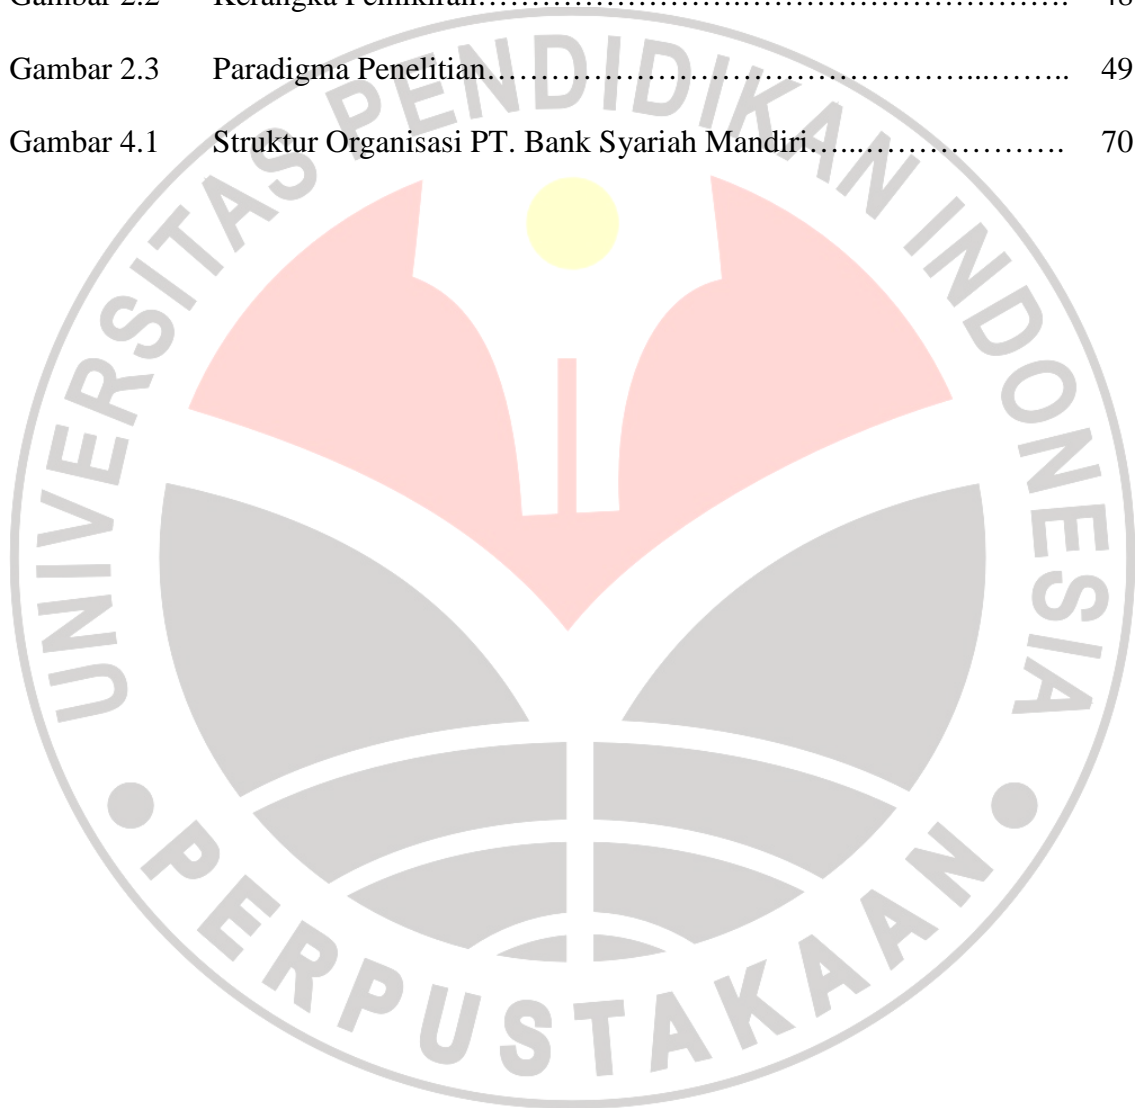 Gambar 2.2 Kerangka Pemikiran…………………….………………………….
Gambar 2.3 Paradigma Penelitian………………………………………...…….. 49
Gambar 4.1 Struktur Organisasi PT. Bank Syariah Mandiri…...………………. 70
UNIVERSITAS PENDIDIKAN INDONESIA
PERPUSTAKAAN